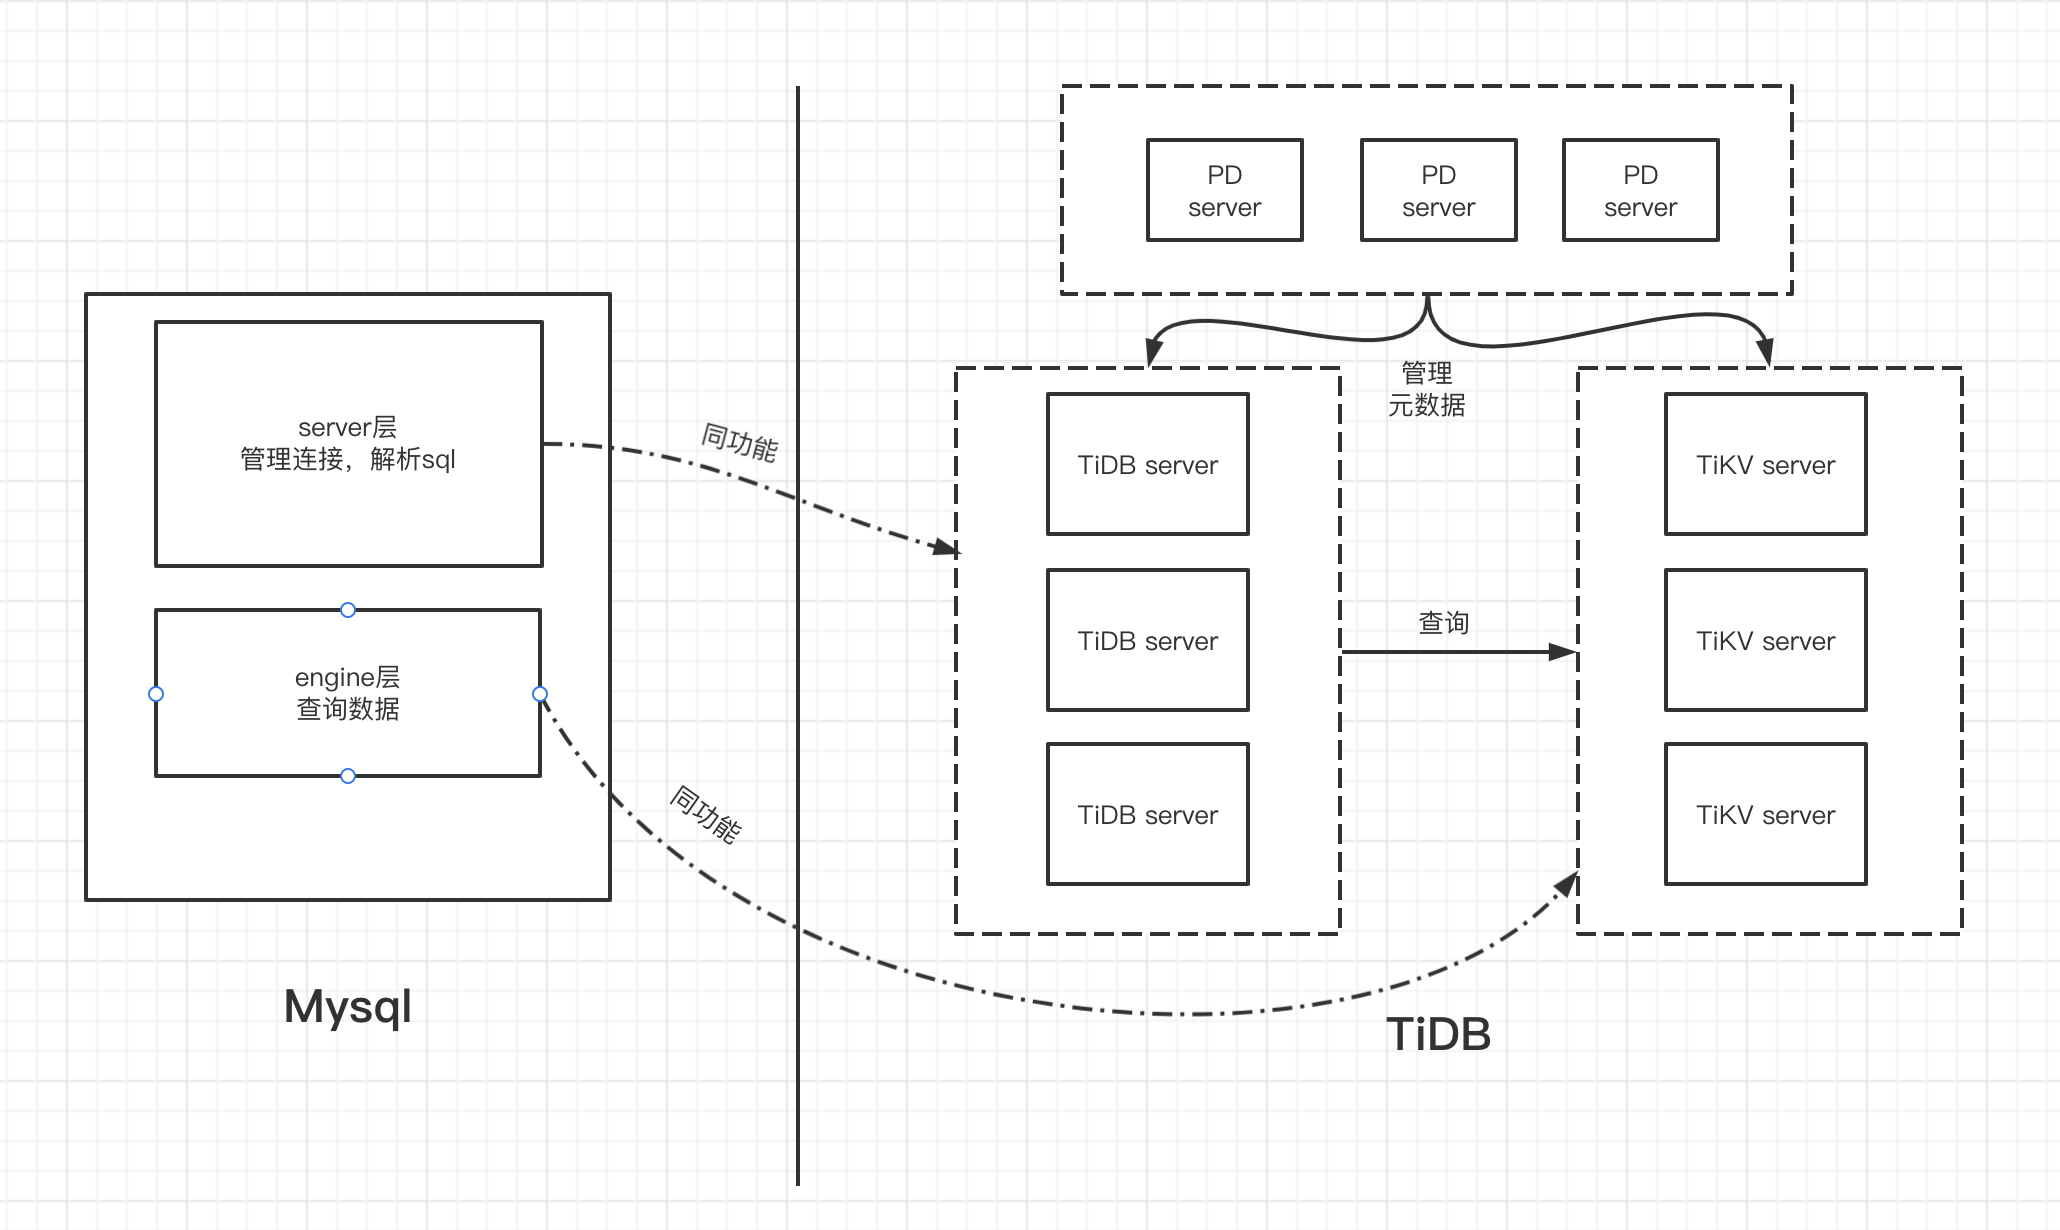 server层
管理连接，解析sql
engine层
查询数据
Mysql
同功能
同功能
PD
server
PD
server
PD
server
管理
元数据
TiDB server
TiDB server
TiDB server
查询
TiKV server
TiKV server
TiKV server
TiDB